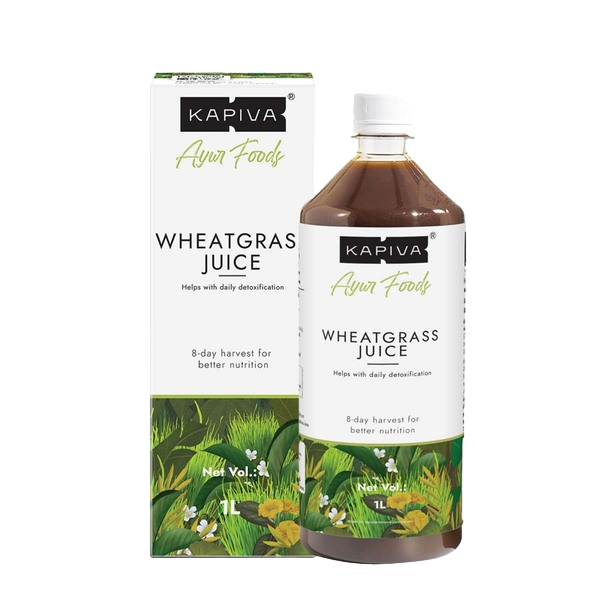 KAPIVA®
Ayur Foods
WHEATGRAS
JUICE
Helps with daily detoxification
8-day harvest for
better nutrition
Net Vol.:
1L
KAPIVA®
Ayur Foods
WHEATGRASS
JUICE
Helps with daily detoxification
8-day harvest for
better nutrition
Net Vol.:
1L